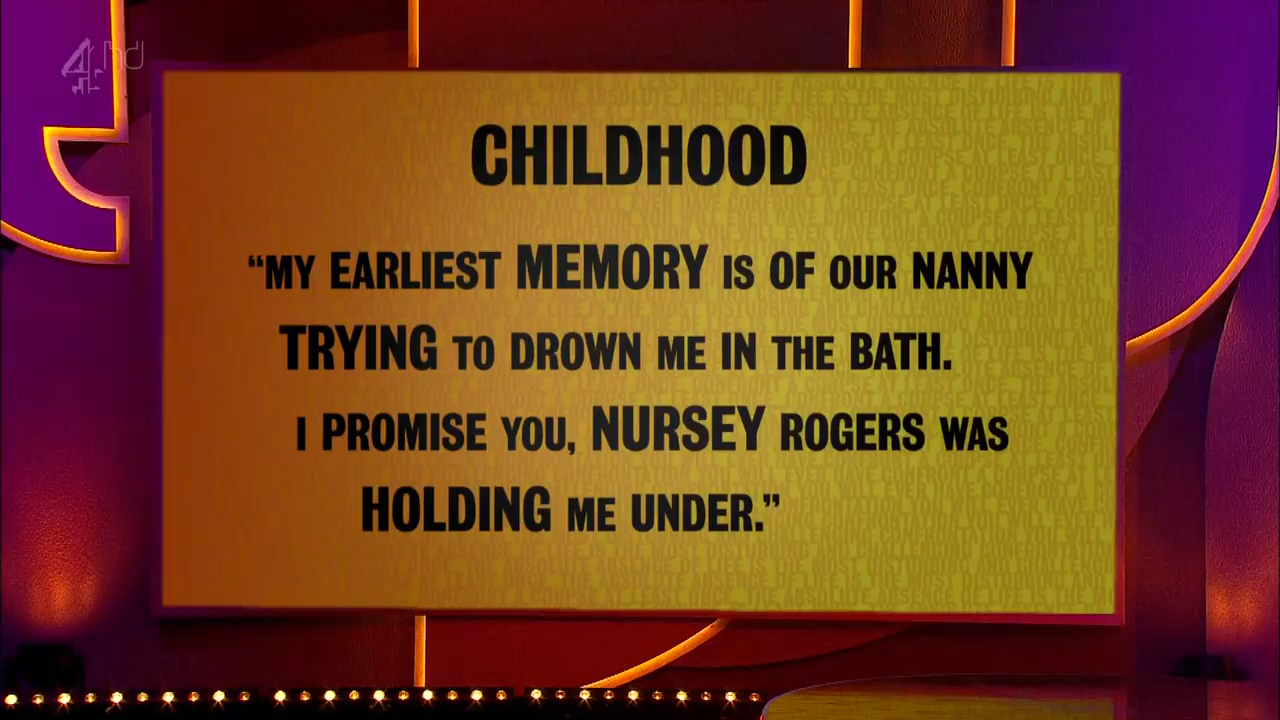 4hd
CHILDHOOD
“MY EARLIEST MEMORY IS OF OUR NANNY
TRYING TO DROWN ME IN THE BATH.
I PROMISE YOU, NURSEY ROGERS WAS
HOLDING ME UNDER.”